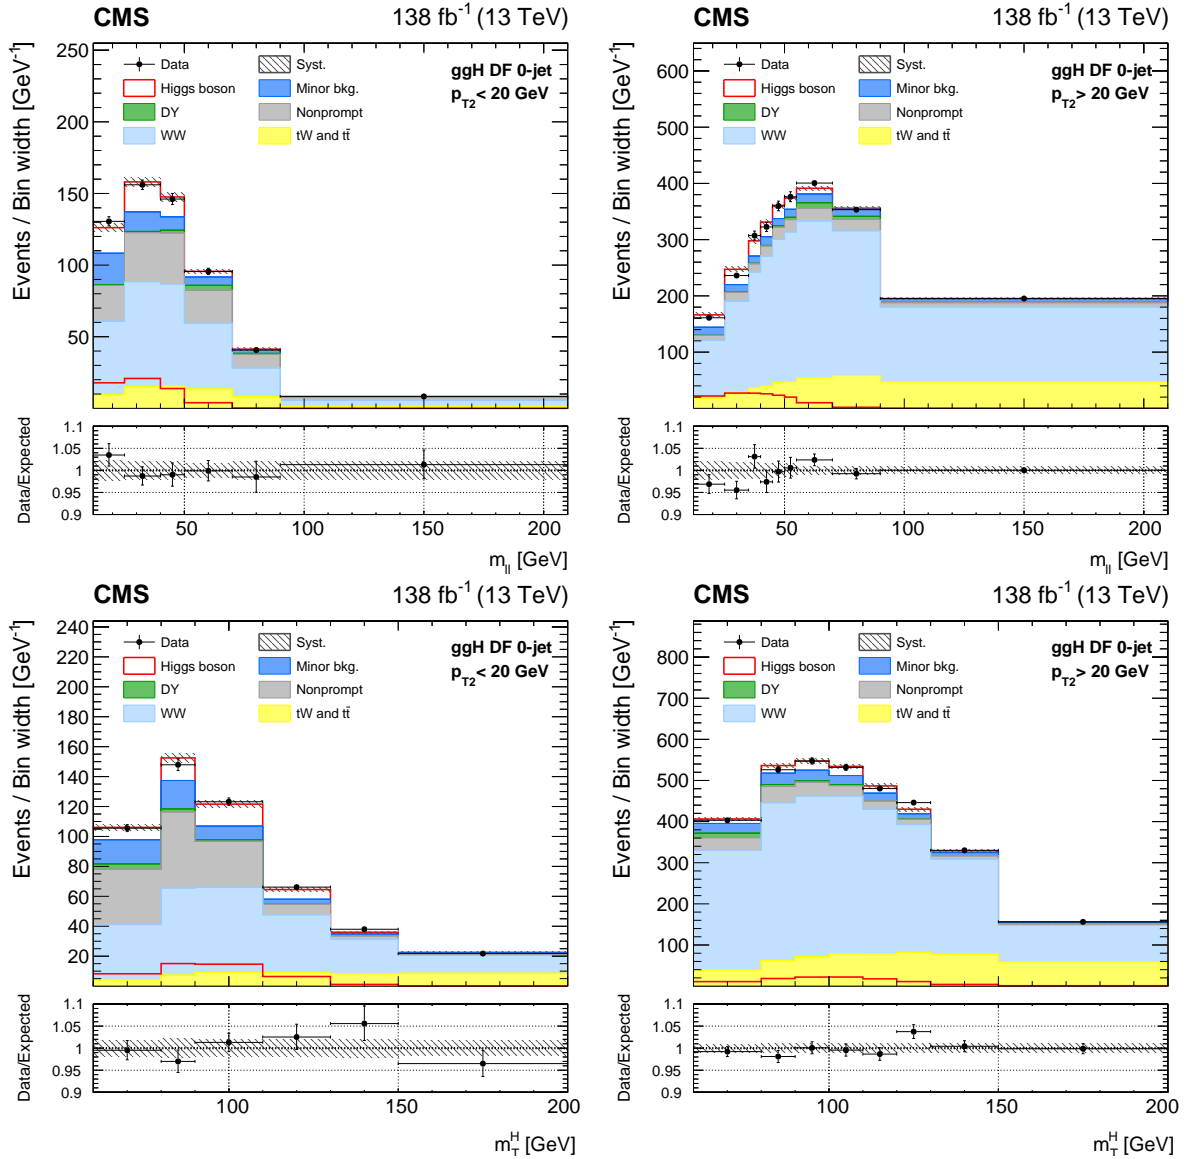 CMS 138 fb⁻¹ (13 TeV)
Events / Bin width [GeV⁻¹]
250
200
150
100
50
Data
Higgs boson
DY
WW
Syst.
Minor bkg.
Nonprompt
tW and tt̄
ggH DF 0-jet
p_T2 < 20 GeV
Data/Expected
1.1
1.05
1
0.95
0.9
50 100 150 200
m_ll [GeV]
CMS 138 fb⁻¹ (13 TeV)
Events / Bin width [GeV⁻¹]
600
500
400
300
200
100
Data
Higgs boson
DY
WW
Syst.
Minor bkg.
Nonprompt
tW and tt̄
ggH DF 0-jet
p_T2 > 20 GeV
Data/Expected
1.1
1.05
1
0.95
0.9
50 100 150 200
m_ll [GeV]
CMS 138 fb⁻¹ (13 TeV)
Events / Bin width [GeV⁻¹]
240
220
200
180
160
140
120
100
80
60
40
20
Data
Higgs boson
DY
WW
Syst.
Minor bkg.
Nonprompt
tW and tt̄
ggH DF 0-jet
p_T2 < 20 GeV
Data/Expected
1.1
1.05
1
0.95
0.9
100 150 200
m_T^H [GeV]
CMS 138 fb⁻¹ (13 TeV)
Events / Bin width [GeV⁻¹]
800
700
600
500
400
300
200
100
Data
Higgs boson
DY
WW
Syst.
Minor bkg.
Nonprompt
tW and tt̄
ggH DF 0-jet
p_T2 > 20 GeV
Data/Expected
1.1
1.05
1
0.95
0.9
100 150 200
m_T^H [GeV]